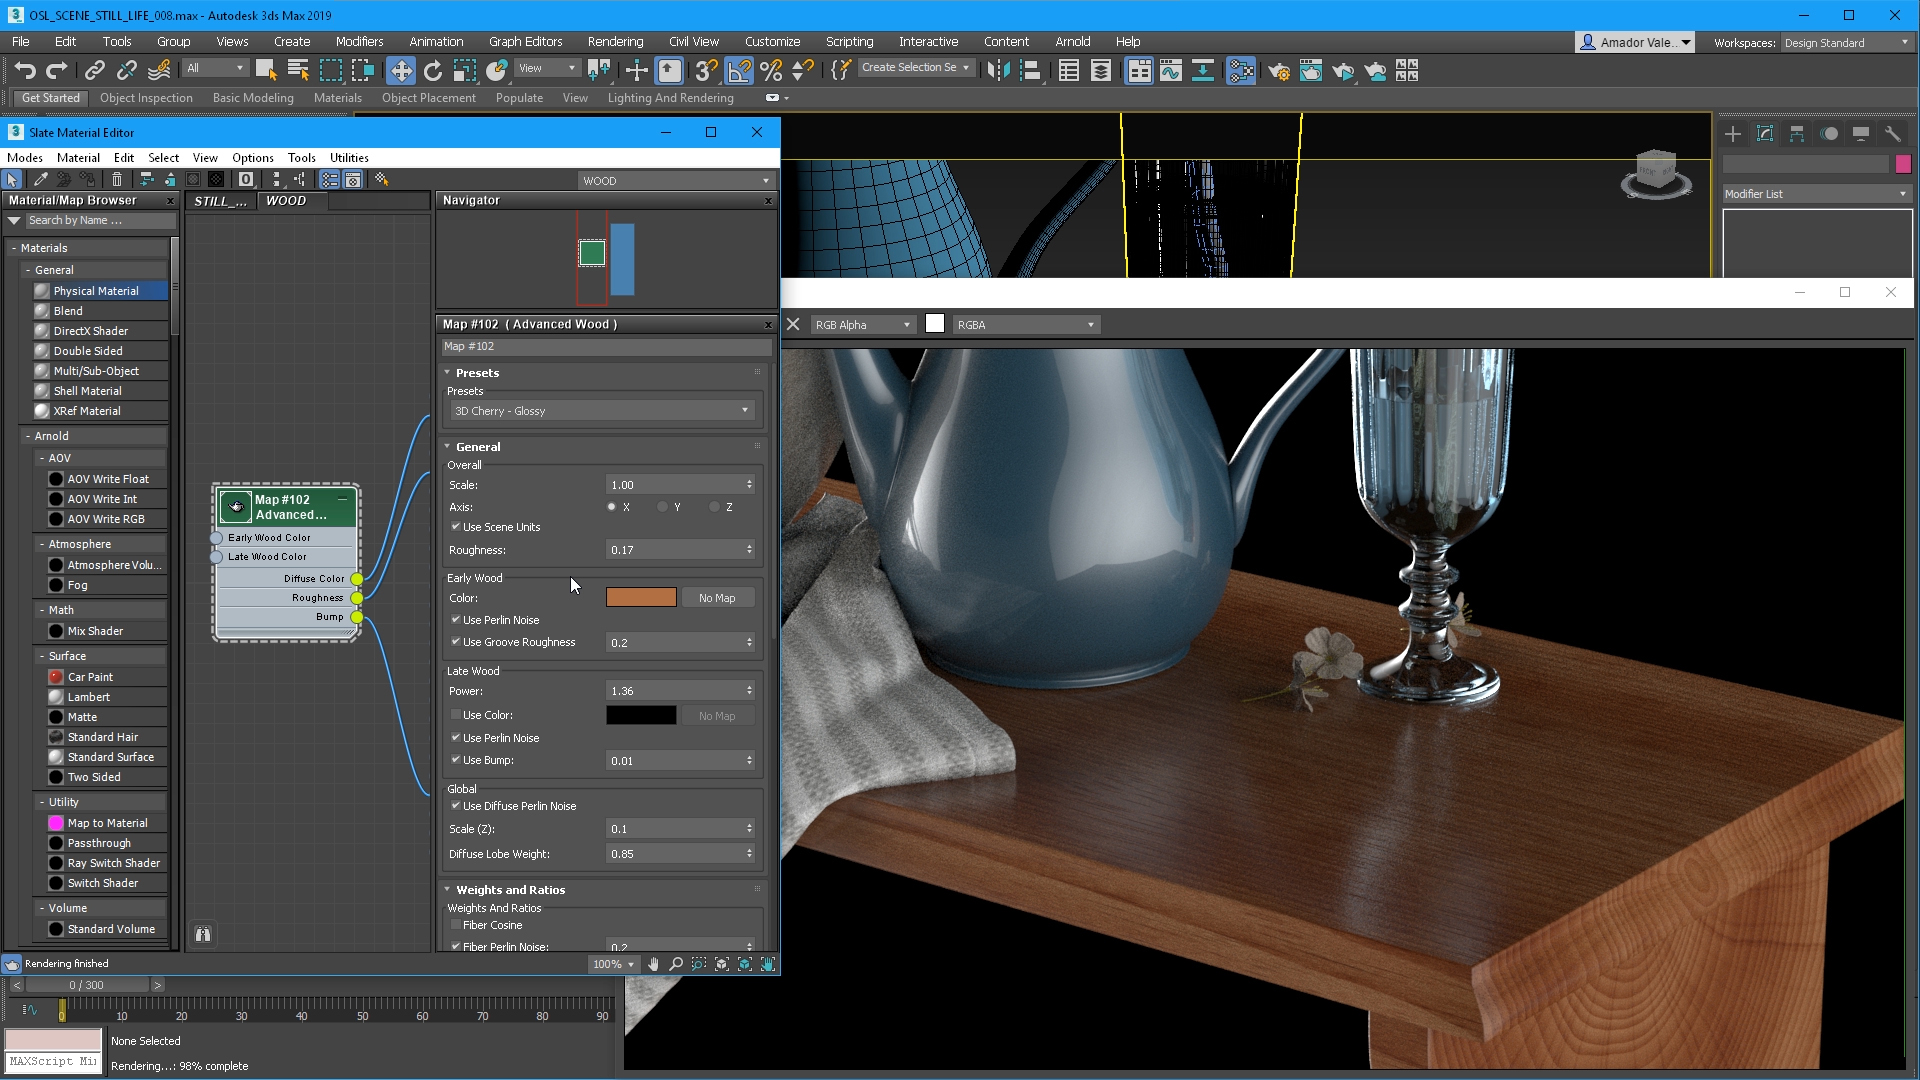 OSL_SCENE_STILL_LIFE_008.max - Autodesk 3ds Max 2019
File Edit Tools Group Views Create Modifiers Animation Graph Editors Rendering Civil View Customize Scripting Interactive Content Arnold Help
Amador Vale.. Workspaces: Design Standard
All View Create Selection Se
Get Started Object Inspection Basic Modeling Materials Object Placement Populate View Lighting And Rendering
Slate Material Editor
Modes Material Edit Select View Options Tools Utilities
WOOD
Material/Map Browser
Search by Name ...
- Materials
- General
Physical Material
Blend
DirectX Shader
Double Sided
Multi/Sub-Object
Shell Material
XRef Material
- Arnold
- AOV
AOV Write Float
AOV Write Int
AOV Write RGB
- Atmosphere
Atmosphere Volu...
Fog
- Math
Mix Shader
- Surface
Car Paint
Lambert
Matte
Standard Hair
Standard Surface
Two Sided
- Utility
Map to Material
Passthrough
Ray Switch Shader
Switch Shader
- Volume
Standard Volume
STILL_... WOOD
Map #102
Advanced...
Early Wood Color
Late Wood Color
Diffuse Color
Roughness
Bump
Navigator
Map #102 ( Advanced Wood )
Map #102
Presets
Presets
3D Cherry - Glossy
General
Overall
Scale: 1.00
Axis: X Y Z
Use Scene Units
Roughness: 0.17
Early Wood
Color: No Map
Use Perlin Noise
Use Groove Roughness 0.2
Late Wood
Power: 1.36
Use Color: No Map
Use Perlin Noise
Use Bump: 0.01
Global
Use Diffuse Perlin Noise
Scale (Z): 0.1
Diffuse Lobe Weight: 0.85
Weights and Ratios
Weights And Ratios
Fiber Cosine
Fiber Perlin Noise: 0.2
Rendering finished
100%
RGB Alpha RGBA
Modifier List
< 0 / 300 >
0 10 20 30 40 50 60 70 80 90
None Selected
MAXScript Mi
Rendering...: 98% complete